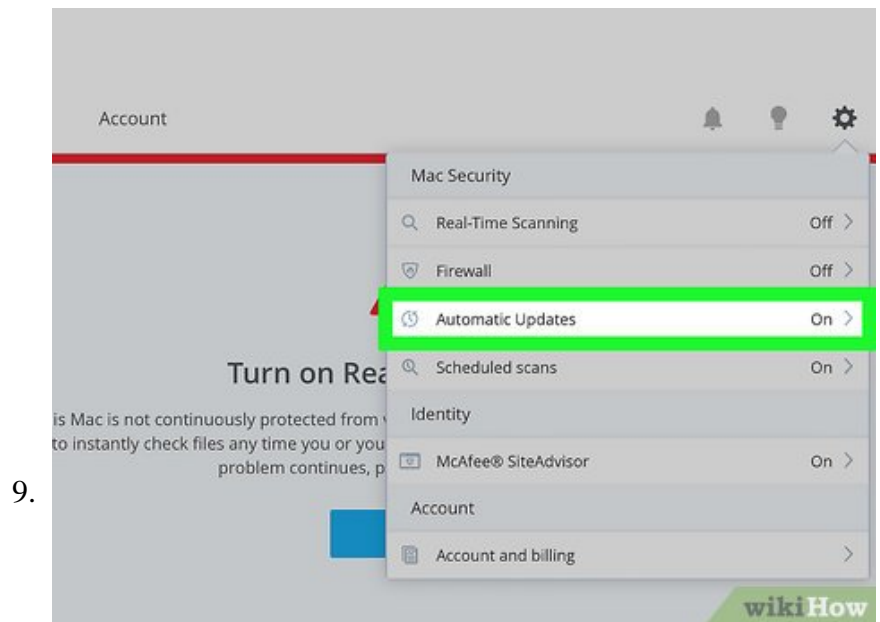 Account
Mac Security
Real-Time Scanning Off
Firewall Off
Automatic Updates On
Turn on Rea
Scheduled scans On
is Mac is not continuously protected from
Identity
to instantly check files any time you or you
problem continues, p
McAfee® SiteAdvisor On
9.
Account
Account and billing
wikiHow